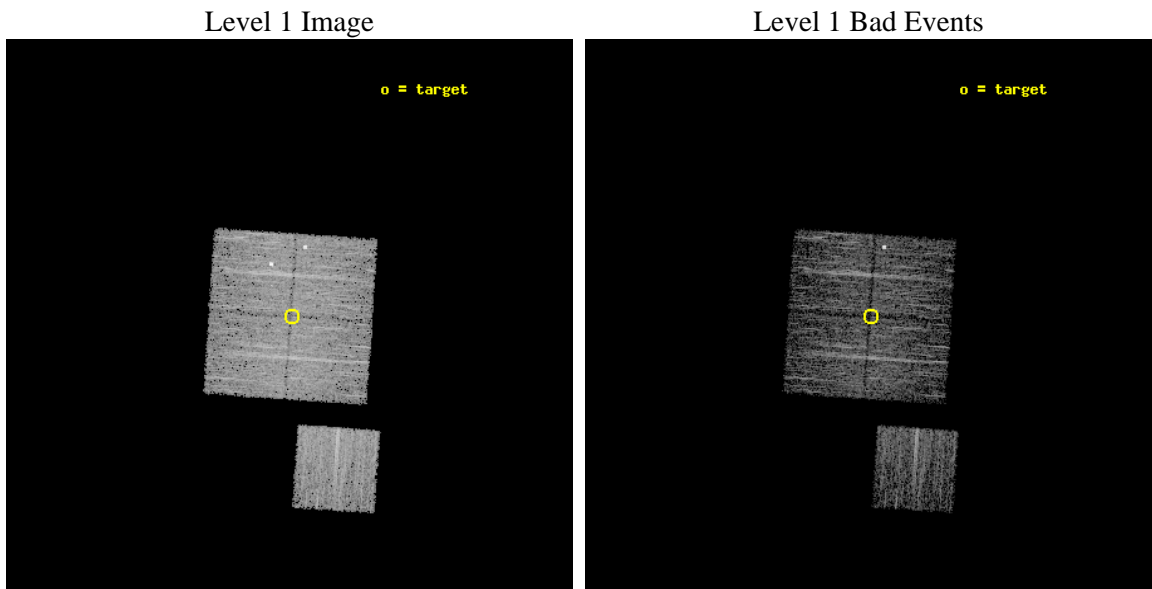 Level 1 Image
Level 1 Bad Events
o = target
o = target